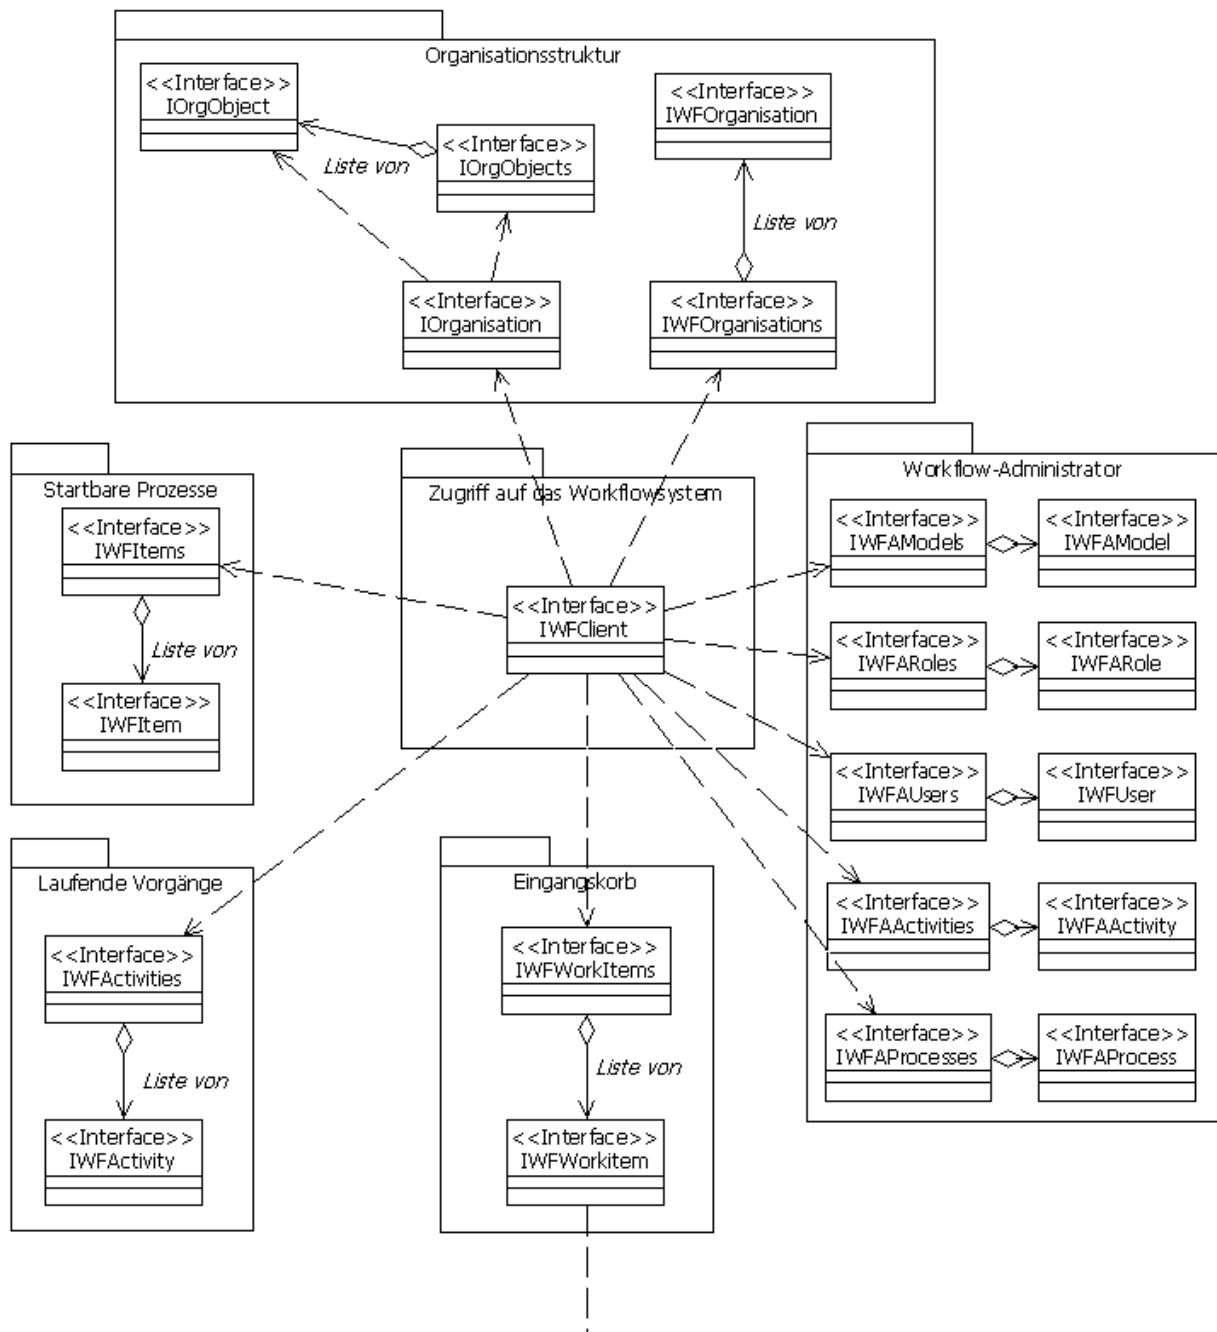 Organisationsstruktur
<<Interface>>
IOrgObject
<<Interface>>
IWFOrganisation
<<Interface>>
IOrgObjects
Liste von
Liste von
<<Interface>>
IOrganisation
<<Interface>>
IWFOrganisations
Startbare Prozesse
<<Interface>>
IWFItems
Liste von
<<Interface>>
IWFItem
Zugriff auf das Workflowsystem
<<Interface>>
IWFClient
Workflow-Administrator
<<Interface>>
IWFAModels
<<Interface>>
IWFAModel
<<Interface>>
IWFARoles
<<Interface>>
IWFARole
<<Interface>>
IWFAUsers
<<Interface>>
IWFUser
<<Interface>>
IWFAActivities
<<Interface>>
IWFAActivity
<<Interface>>
IWFAProcesses
<<Interface>>
IWFAProcess
Laufende Vorgänge
<<Interface>>
IWFActivities
Liste von
<<Interface>>
IWFActivity
Eingangskorb
<<Interface>>
IWFWorkItems
Liste von
<<Interface>>
IWFWorkitem